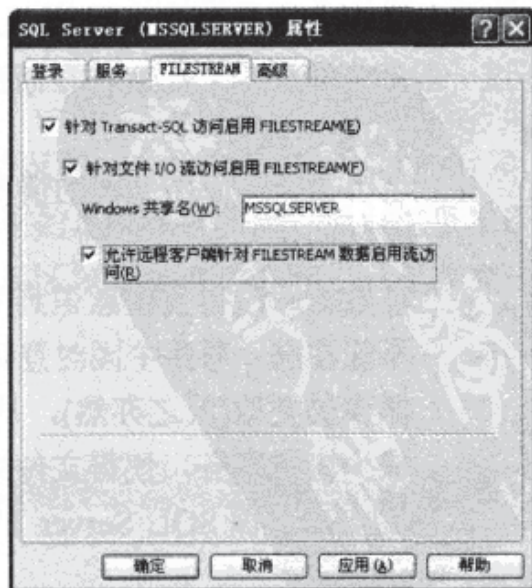 SQL Server (MSSQLSERVER) 属性
登录 服务 FILESTREAM 高级
针对 Transact-SQL 访问启用 FILESTREAM(E)
针对文件 I/O 流访问启用 FILESTREAM(F)
Windows 共享名(W): MSSQLSERVER
允许远程客户端针对 FILESTREAM 数据启用流访
问(R)
确定 取消 应用(A) 帮助